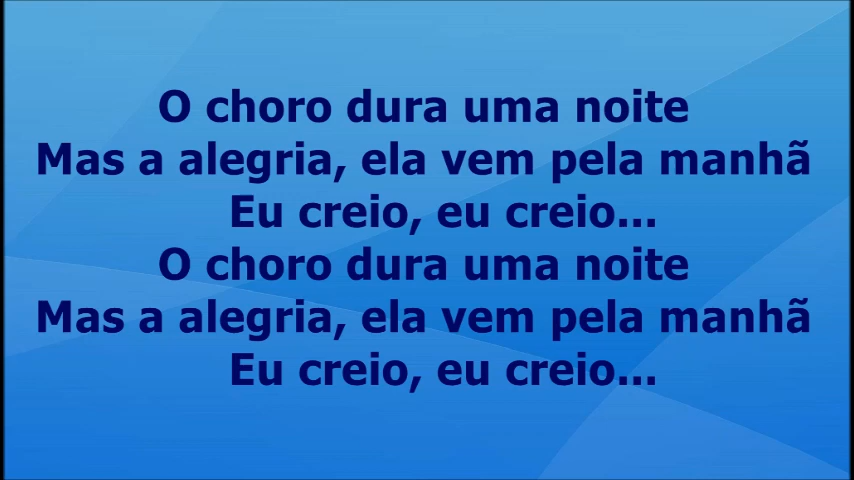 O choro dura uma noite
Mas a alegria, ela vem pela manhã
Eu creio, eu creio...
O choro dura uma noite
Mas a alegria, ela vem pela manhã
Eu creio, eu creio...